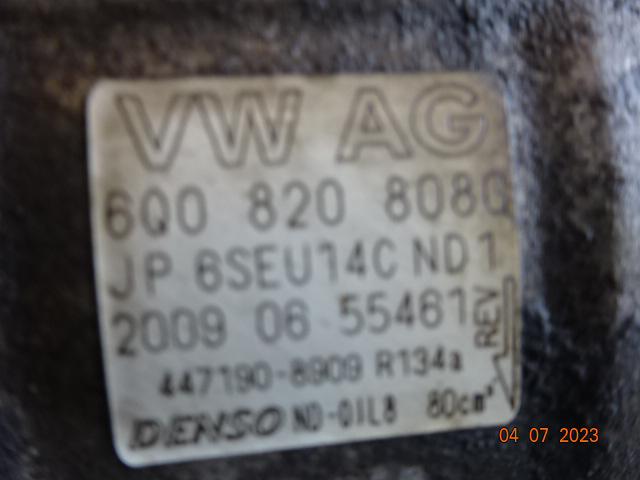 VW AG
6Q0 820 808G
JP 6SEU14C ND1
2009 06 55461
REV
447190-8909 R134a
DENSO ND-OIL8 80cm³
04 07 2023